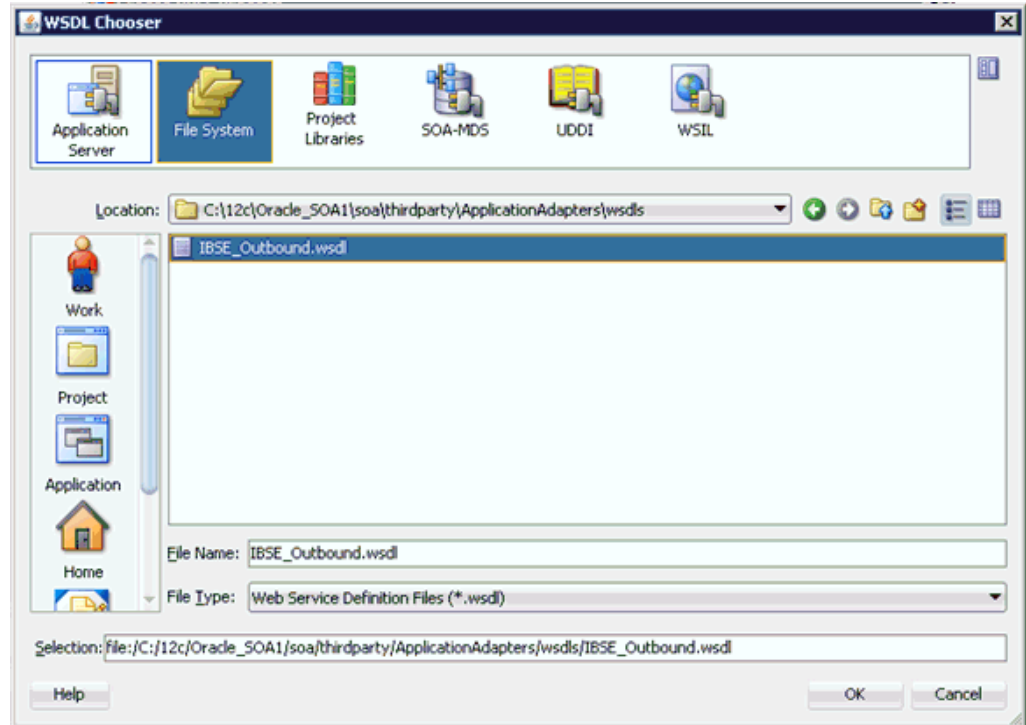 WSDL Chooser
Application Server
File System
Project Libraries
SOA-MDS
UDDI
WSIL
Location: C:\12c\Oracle_SOA1\soa\thirdparty\ApplicationAdapters\wsdls
IBSE_Outbound.wsdl
Work
Project
Application
Home
File Name: IBSE_Outbound.wsdl
File Type: Web Service Definition Files (*.wsdl)
Selection: file:/C:/12c/Oracle_SOA1/soa/thirdparty/ApplicationAdapters/wsdls/IBSE_Outbound.wsdl
Help
OK
Cancel